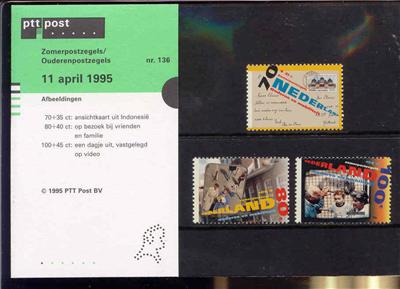 ptt post
Zomerpostzegels/
Ouderenpostzegels nr. 136
11 april 1995
Afbeeldingen
70+35 ct: ansichtkaart uit Indonesië
80+40 ct: op bezoek bij vrienden
en familie
100+45 ct: een dagje uit, vastgelegd
op video
© 1995 PTT Post BV
70
NEDERLAND
NEDERLAND
80
NEDERLAND
100